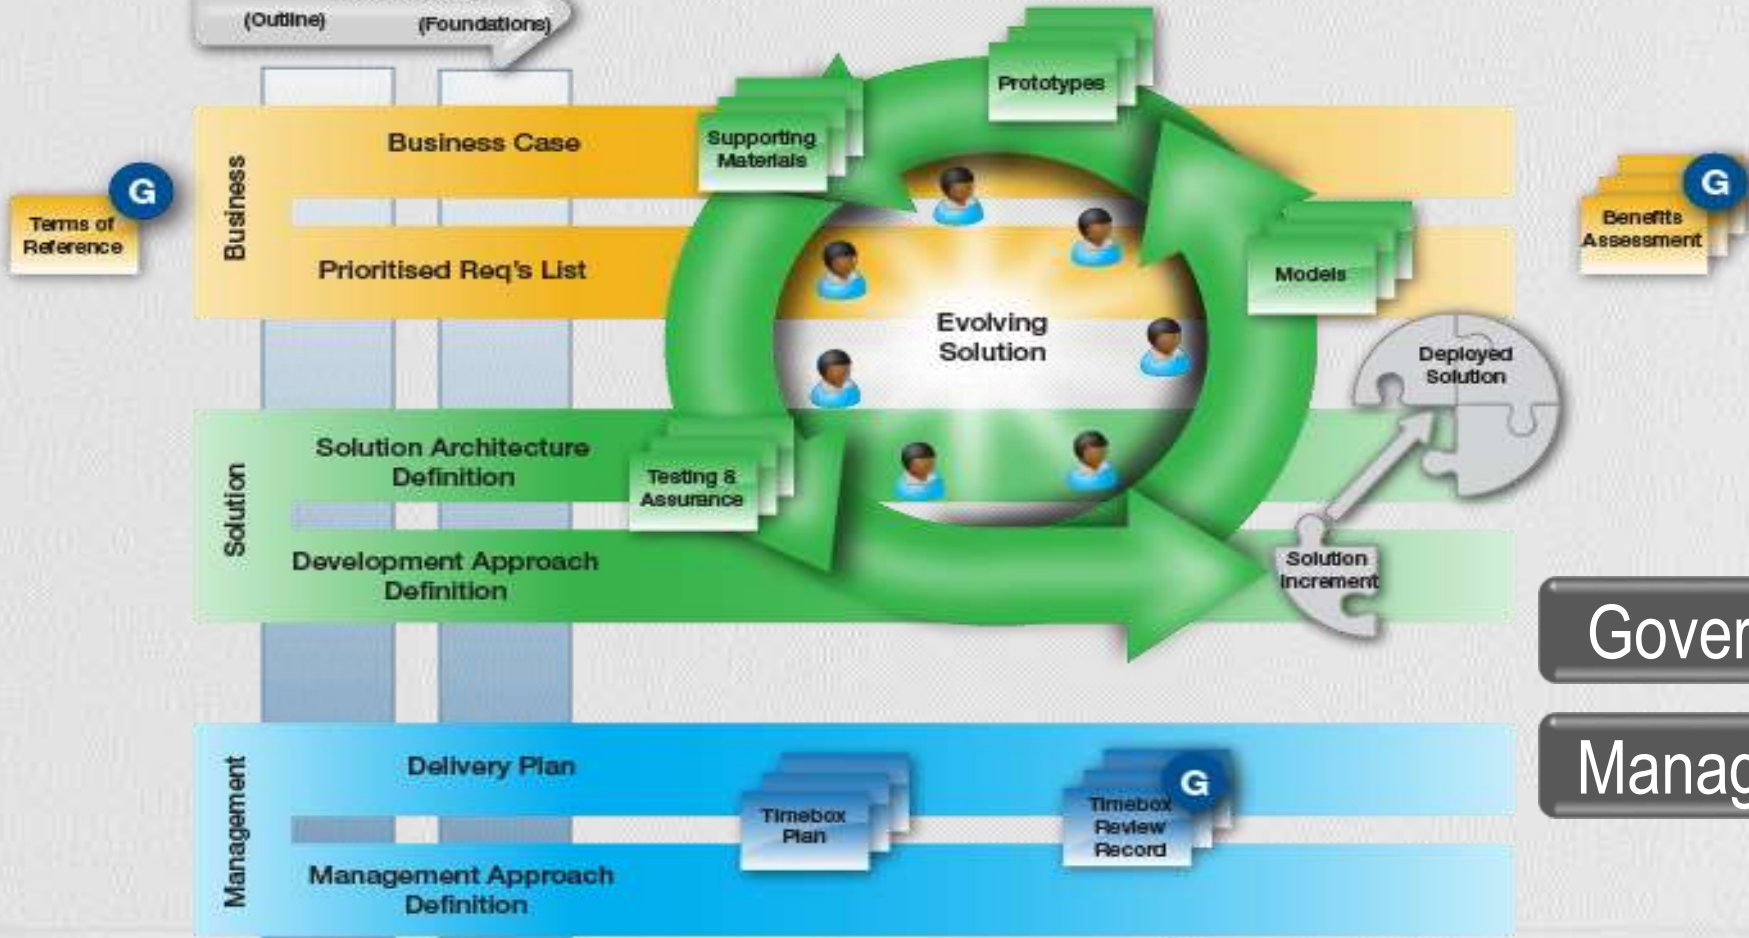 (Outline)
(Foundations)
Prototypes
Business Case
Supporting
Materials
Business
G
Terms of
Reference
G
Benefits
Assessment
Prioritised Req's List
Models
Evolving
Solution
Deployed
Solution
Solution Architecture
Definition
Testing &
Assurance
Solution
Development Approach
Definition
Solution
Increment
Gover
Manag
Delivery Plan
Management
Timebox
Plan
G
Timebox
Review
Record
Management Approach
Definition